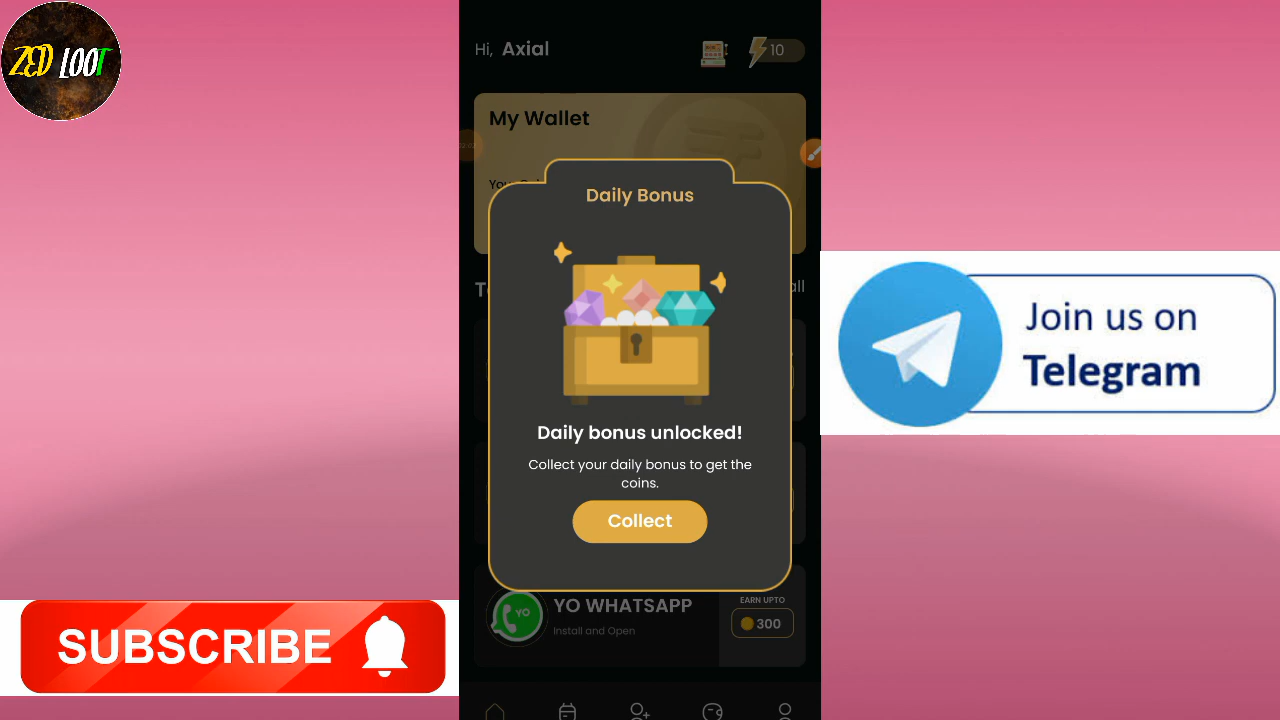 ZED LOOT
Hi, Axial
10
My Wallet
Daily Bonus
Daily bonus unlocked!
Collect your daily bonus to get the
coins.
Collect
YO
YO WHATSAPP
Install and Open
EARN UPTO
300
Join us on
Telegram
SUBSCRIBE